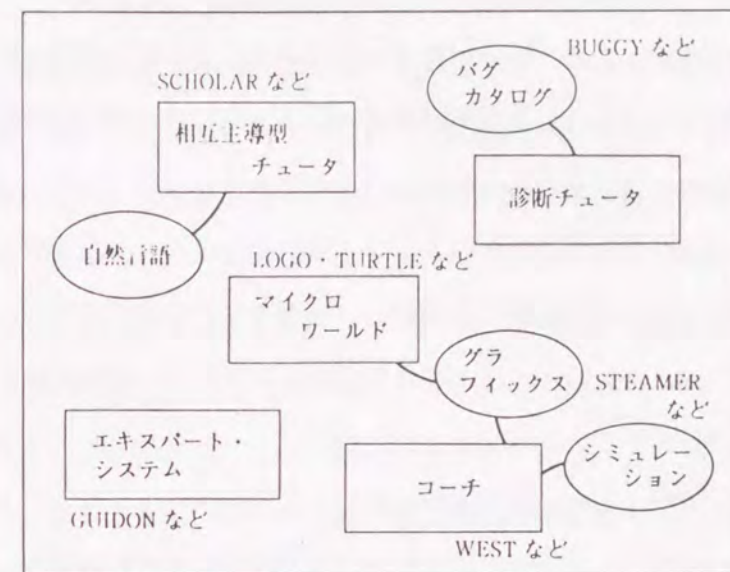 BUGGY など
バグ
カタログ
SCHOLAR など
相互主導型
チュータ
診断チュータ
自然言語
LOGO・TURTLE など
マイクロ
ワールド
グラ
フィックス
STEAMER
など
エキスパート・
システム
シミュレー
ション
コーチ
GUIDON など
WEST など